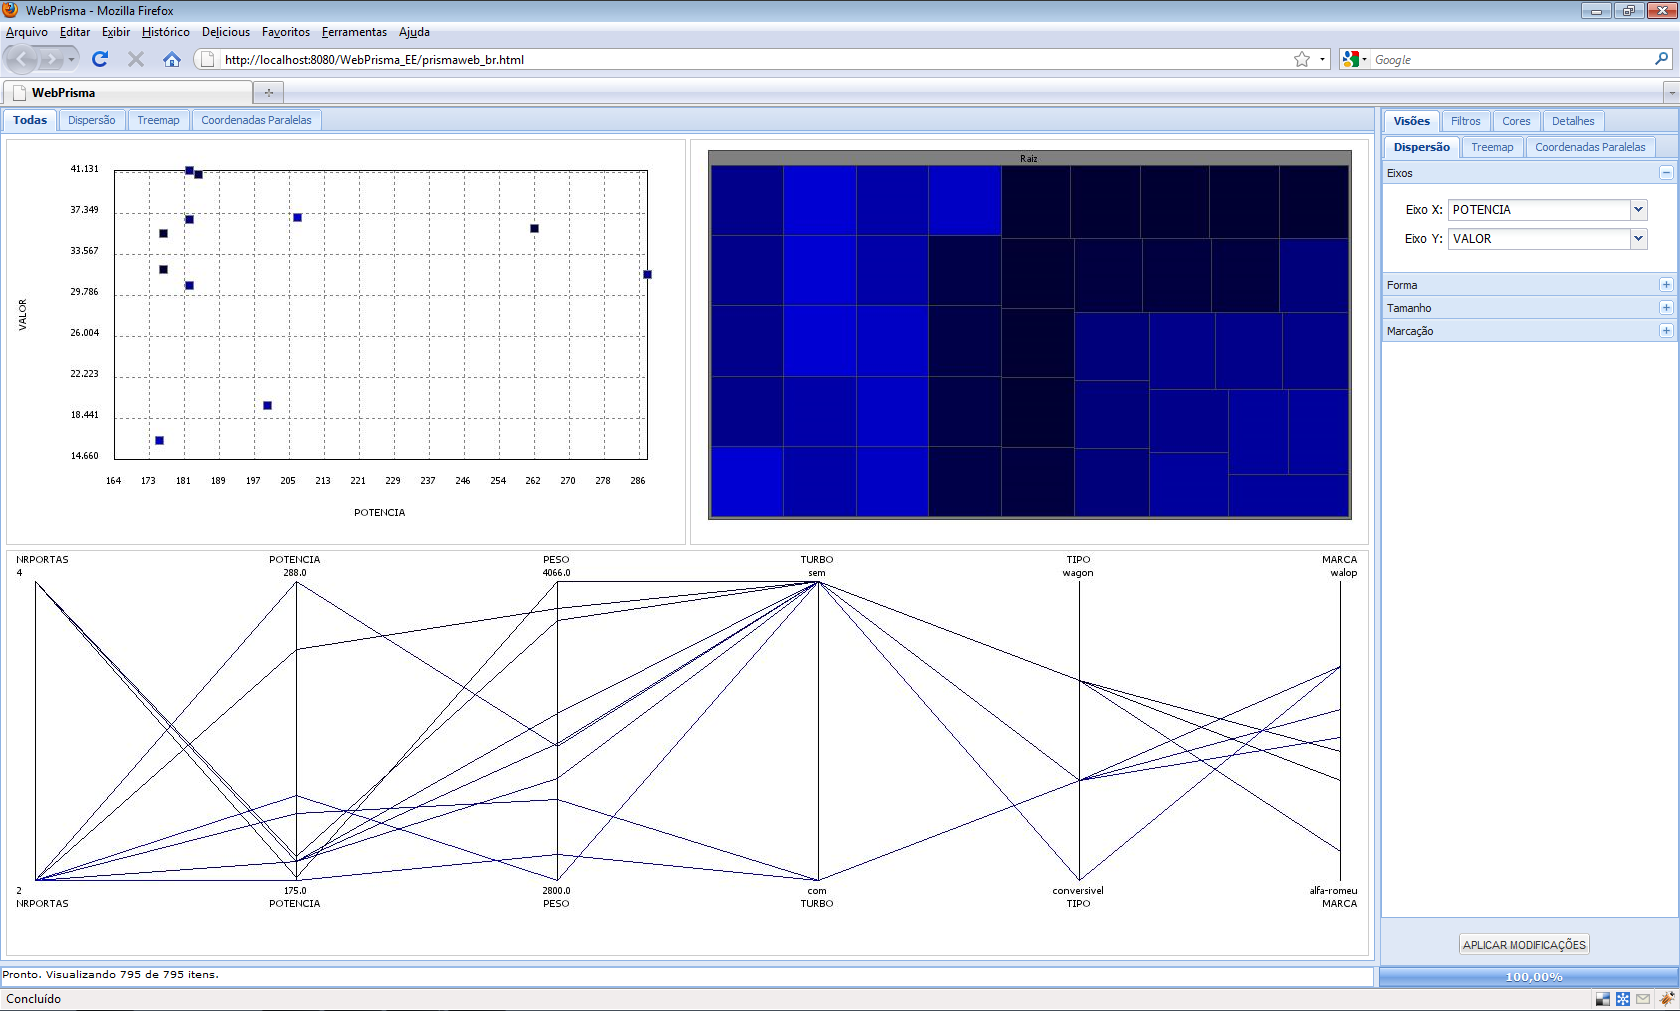 WebPrisma - Mozilla Firefox
Arquivo Editar Exibir Histórico Delicious Favoritos Ferramentas Ajuda
http://localhost:8080/WebPrisma_EE/prismaweb_br.html
Google
WebPrisma
Todas Dispersão Treemap Coordenadas Paralelas
Visões Filtros Cores Detalhes
Dispersão Treemap Coordenadas Paralelas
Eixos
Eixo X: POTENCIA
Eixo Y: VALOR
Forma
Tamanho
Marcação
APLICAR MODIFICAÇÕES
100,00%
41.131
37.349
33.567
29.786
26.004
22.223
18.441
14.660
VALOR
164 173 181 189 197 205 213 221 229 237 246 254 262 270 278 286
POTENCIA
Raiz
NRPORTAS POTENCIA PESO TURBO TIPO MARCA
4 288.0 4066.0 sem wagon walop
2 175.0 2800.0 com conversivel alfa-romeu
NRPORTAS POTENCIA PESO TURBO TIPO MARCA
Pronto. Visualizando 795 de 795 itens.
Concluído